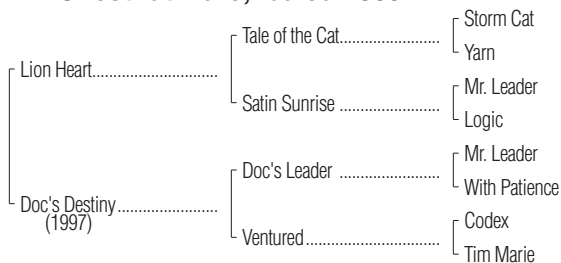 Storm Cat
Tale of the Cat
Yarn
Lion Heart
Mr. Leader
Satin Sunrise
Logic
Mr. Leader
Doc's Leader
With Patience
Doc's Destiny
(1997)
Codex
Ventured
Tim Marie